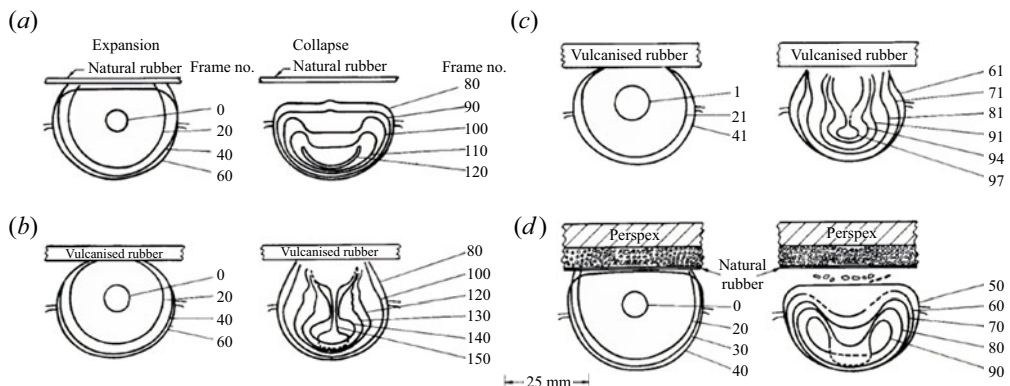 (a)
Expansion
Collapse
Natural rubber
Frame no.
Natural rubber
Frame no.
0
20
40
60
80
90
100
110
120
(b)
Vulcanised rubber
Vulcanised rubber
0
20
40
60
80
100
120
130
140
150
(c)
Vulcanised rubber
Vulcanised rubber
1
21
41
61
71
81
91
94
97
(d)
Perspex
Perspex
Natural
rubber
0
20
30
40
50
60
70
80
90
25 mm